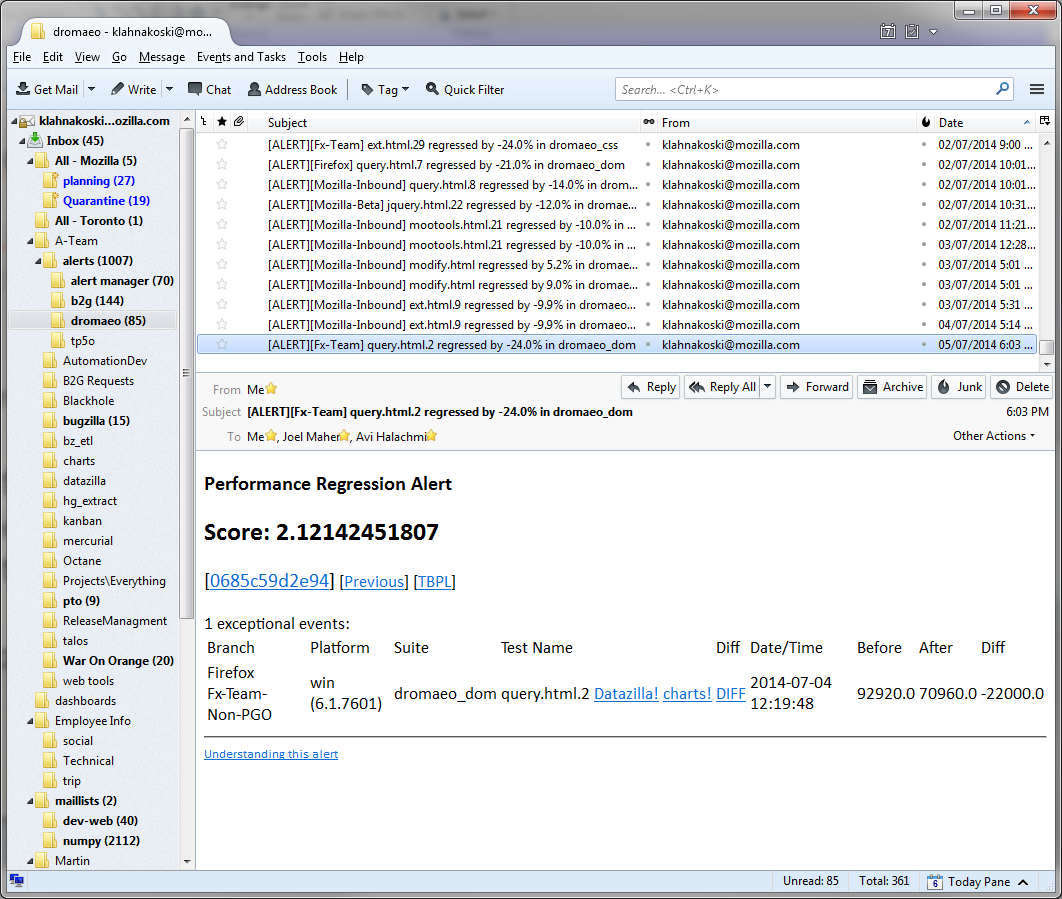 dromaeo - klahnakoski@mo...
7
File Edit View Go Message Events and Tasks Tools Help
Get Mail Write Chat Address Book Tag Quick Filter Search... <Ctrl+K>
klahnakoski...ozilla.com
Inbox (45)
All - Mozilla (5)
planning (27)
Quarantine (19)
All - Toronto (1)
A-Team
alerts (1007)
alert manager (70)
b2g (144)
dromaeo (85)
tp5o
AutomationDev
B2G Requests
Blackhole
bugzilla (15)
bz_etl
charts
datazilla
hg_extract
kanban
mercurial
Octane
Projects\Everything
pto (9)
ReleaseManagment
talos
War On Orange (20)
web tools
dashboards
Employee Info
social
Technical
trip
maillists (2)
dev-web (40)
numpy (2112)
Martin
Subject From Date
[ALERT][Fx-Team] ext.html.29 regressed by -24.0% in dromaeo_css klahnakoski@mozilla.com 02/07/2014 9:00 ...
[ALERT][Firefox] query.html.7 regressed by -21.0% in dromaeo_dom klahnakoski@mozilla.com 02/07/2014 10:01...
[ALERT][Mozilla-Inbound] query.html.8 regressed by -14.0% in drom... klahnakoski@mozilla.com 02/07/2014 10:01...
[ALERT][Mozilla-Beta] jquery.html.22 regressed by -12.0% in dromae... klahnakoski@mozilla.com 02/07/2014 10:31...
[ALERT][Mozilla-Inbound] mootools.html.21 regressed by -10.0% in ... klahnakoski@mozilla.com 02/07/2014 11:21...
[ALERT][Mozilla-Inbound] mootools.html.21 regressed by -10.0% in ... klahnakoski@mozilla.com 03/07/2014 12:28...
[ALERT][Mozilla-Inbound] modify.html regressed by 5.2% in dromae... klahnakoski@mozilla.com 03/07/2014 5:01 ...
[ALERT][Mozilla-Inbound] modify.html regressed by 9.0% in dromae... klahnakoski@mozilla.com 03/07/2014 5:01 ...
[ALERT][Mozilla-Inbound] ext.html.9 regressed by -9.9% in dromaeo... klahnakoski@mozilla.com 03/07/2014 5:31 ...
[ALERT][Mozilla-Inbound] ext.html.9 regressed by -9.9% in dromaeo... klahnakoski@mozilla.com 04/07/2014 5:14 ...
[ALERT][Fx-Team] query.html.2 regressed by -24.0% in dromaeo_dom klahnakoski@mozilla.com 05/07/2014 6:03 ...
From Me Reply Reply All Forward Archive Junk Delete
Subject [ALERT][Fx-Team] query.html.2 regressed by -24.0% in dromaeo_dom 6:03 PM
To Me, Joel Maher, Avi Halachmi Other Actions
Performance Regression Alert
Score: 2.12142451807
[0685c59d2e94] [Previous] [TBPL]
1 exceptional events:
Branch Platform Suite Test Name Diff Date/Time Before After Diff
Firefox Fx-Team-Non-PGO win (6.1.7601) dromaeo_dom query.html.2 Datazilla! charts! DIFF 2014-07-04 12:19:48 92920.0 70960.0 -22000.0
Understanding this alert
Unread: 85 Total: 361 6 Today Pane